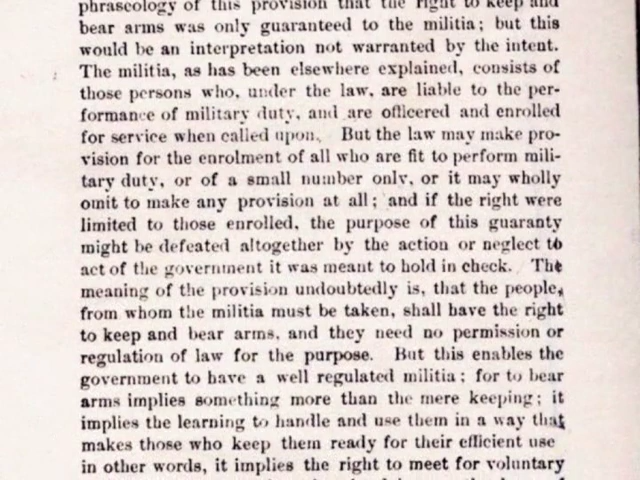 phraseology of this provision that the right to keep and
bear arms was only guaranteed to the militia; but this
would be an interpretation not warranted by the intent.
The militia, as has been elsewhere explained, consists of
those persons who, under the law, are liable to the per-
formance of military duty, and are officered and enrolled
for service when called upon. But the law may make pro-
vision for the enrolment of all who are fit to perform mili-
tary duty, or of a small number only, or it may wholly
omit to make any provision at all; and if the right were
limited to those enrolled, the purpose of this guaranty
might be defeated altogether by the action or neglect to
act of the government it was meant to hold in check. The
meaning of the provision undoubtedly is, that the people,
from whom the militia must be taken, shall have the right
to keep and bear arms, and they need no permission or
regulation of law for the purpose. But this enables the
government to have a well regulated militia; for to bear
arms implies something more than the mere keeping; it
implies the learning to handle and use them in a way that
makes those who keep them ready for their efficient use
in other words, it implies the right to meet for voluntary